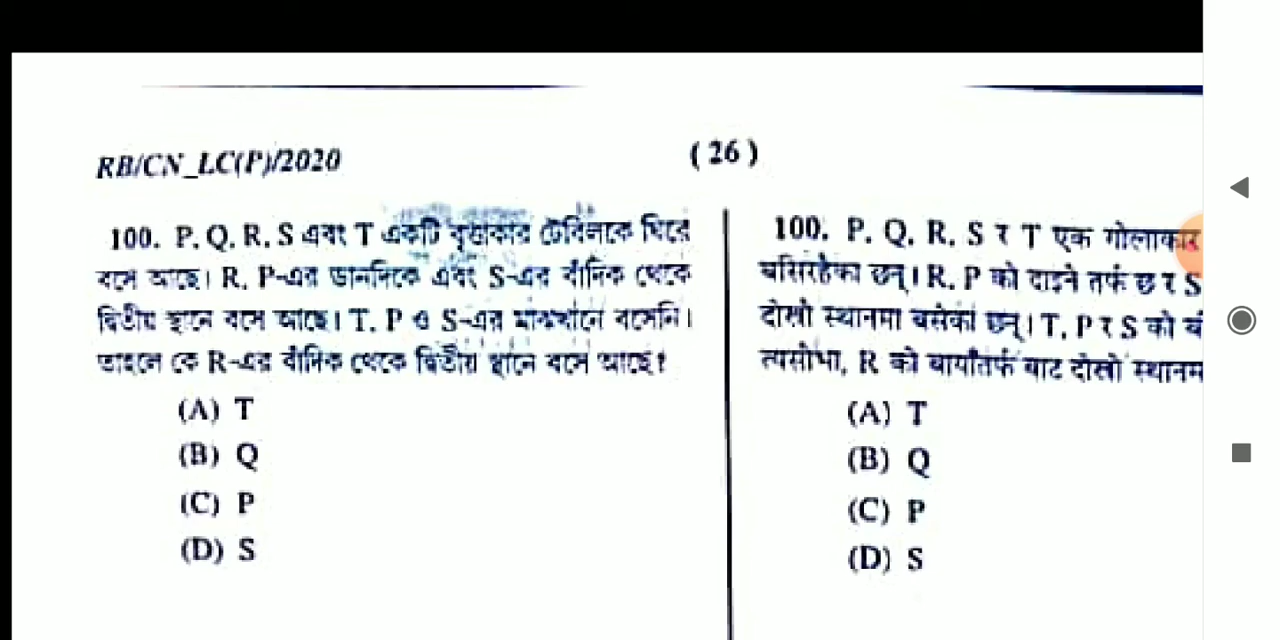 RB/CN_LC(P)/2020
( 26 )
100. P, Q, R, S এবং T একটি বৃত্তাকার টেবিলকে ঘিরে
বসে আছে। R, P-এর ডানদিকে এবং S-এর বাঁদিক থেকে
দ্বিতীয় স্থানে বসে আছে। T, P ও S-এর মাঝখানে বসেনি।
তাহলে কে R-এর বাঁদিক থেকে দ্বিতীয় স্থানে বসে আছে?
(A) T
(B) Q
(C) P
(D) S
100. P, Q, R, S र T एक गोलाकार
बसिरहेका छन्। R, P को दाइने तर्फ छ र S
दोस्रो स्थानमा बसेका छन्। T, P र S को
त्यसोभा, R को बायाँतर्फ बाट दोस्रो स्थानम
(A) T
(B) Q
(C) P
(D) S